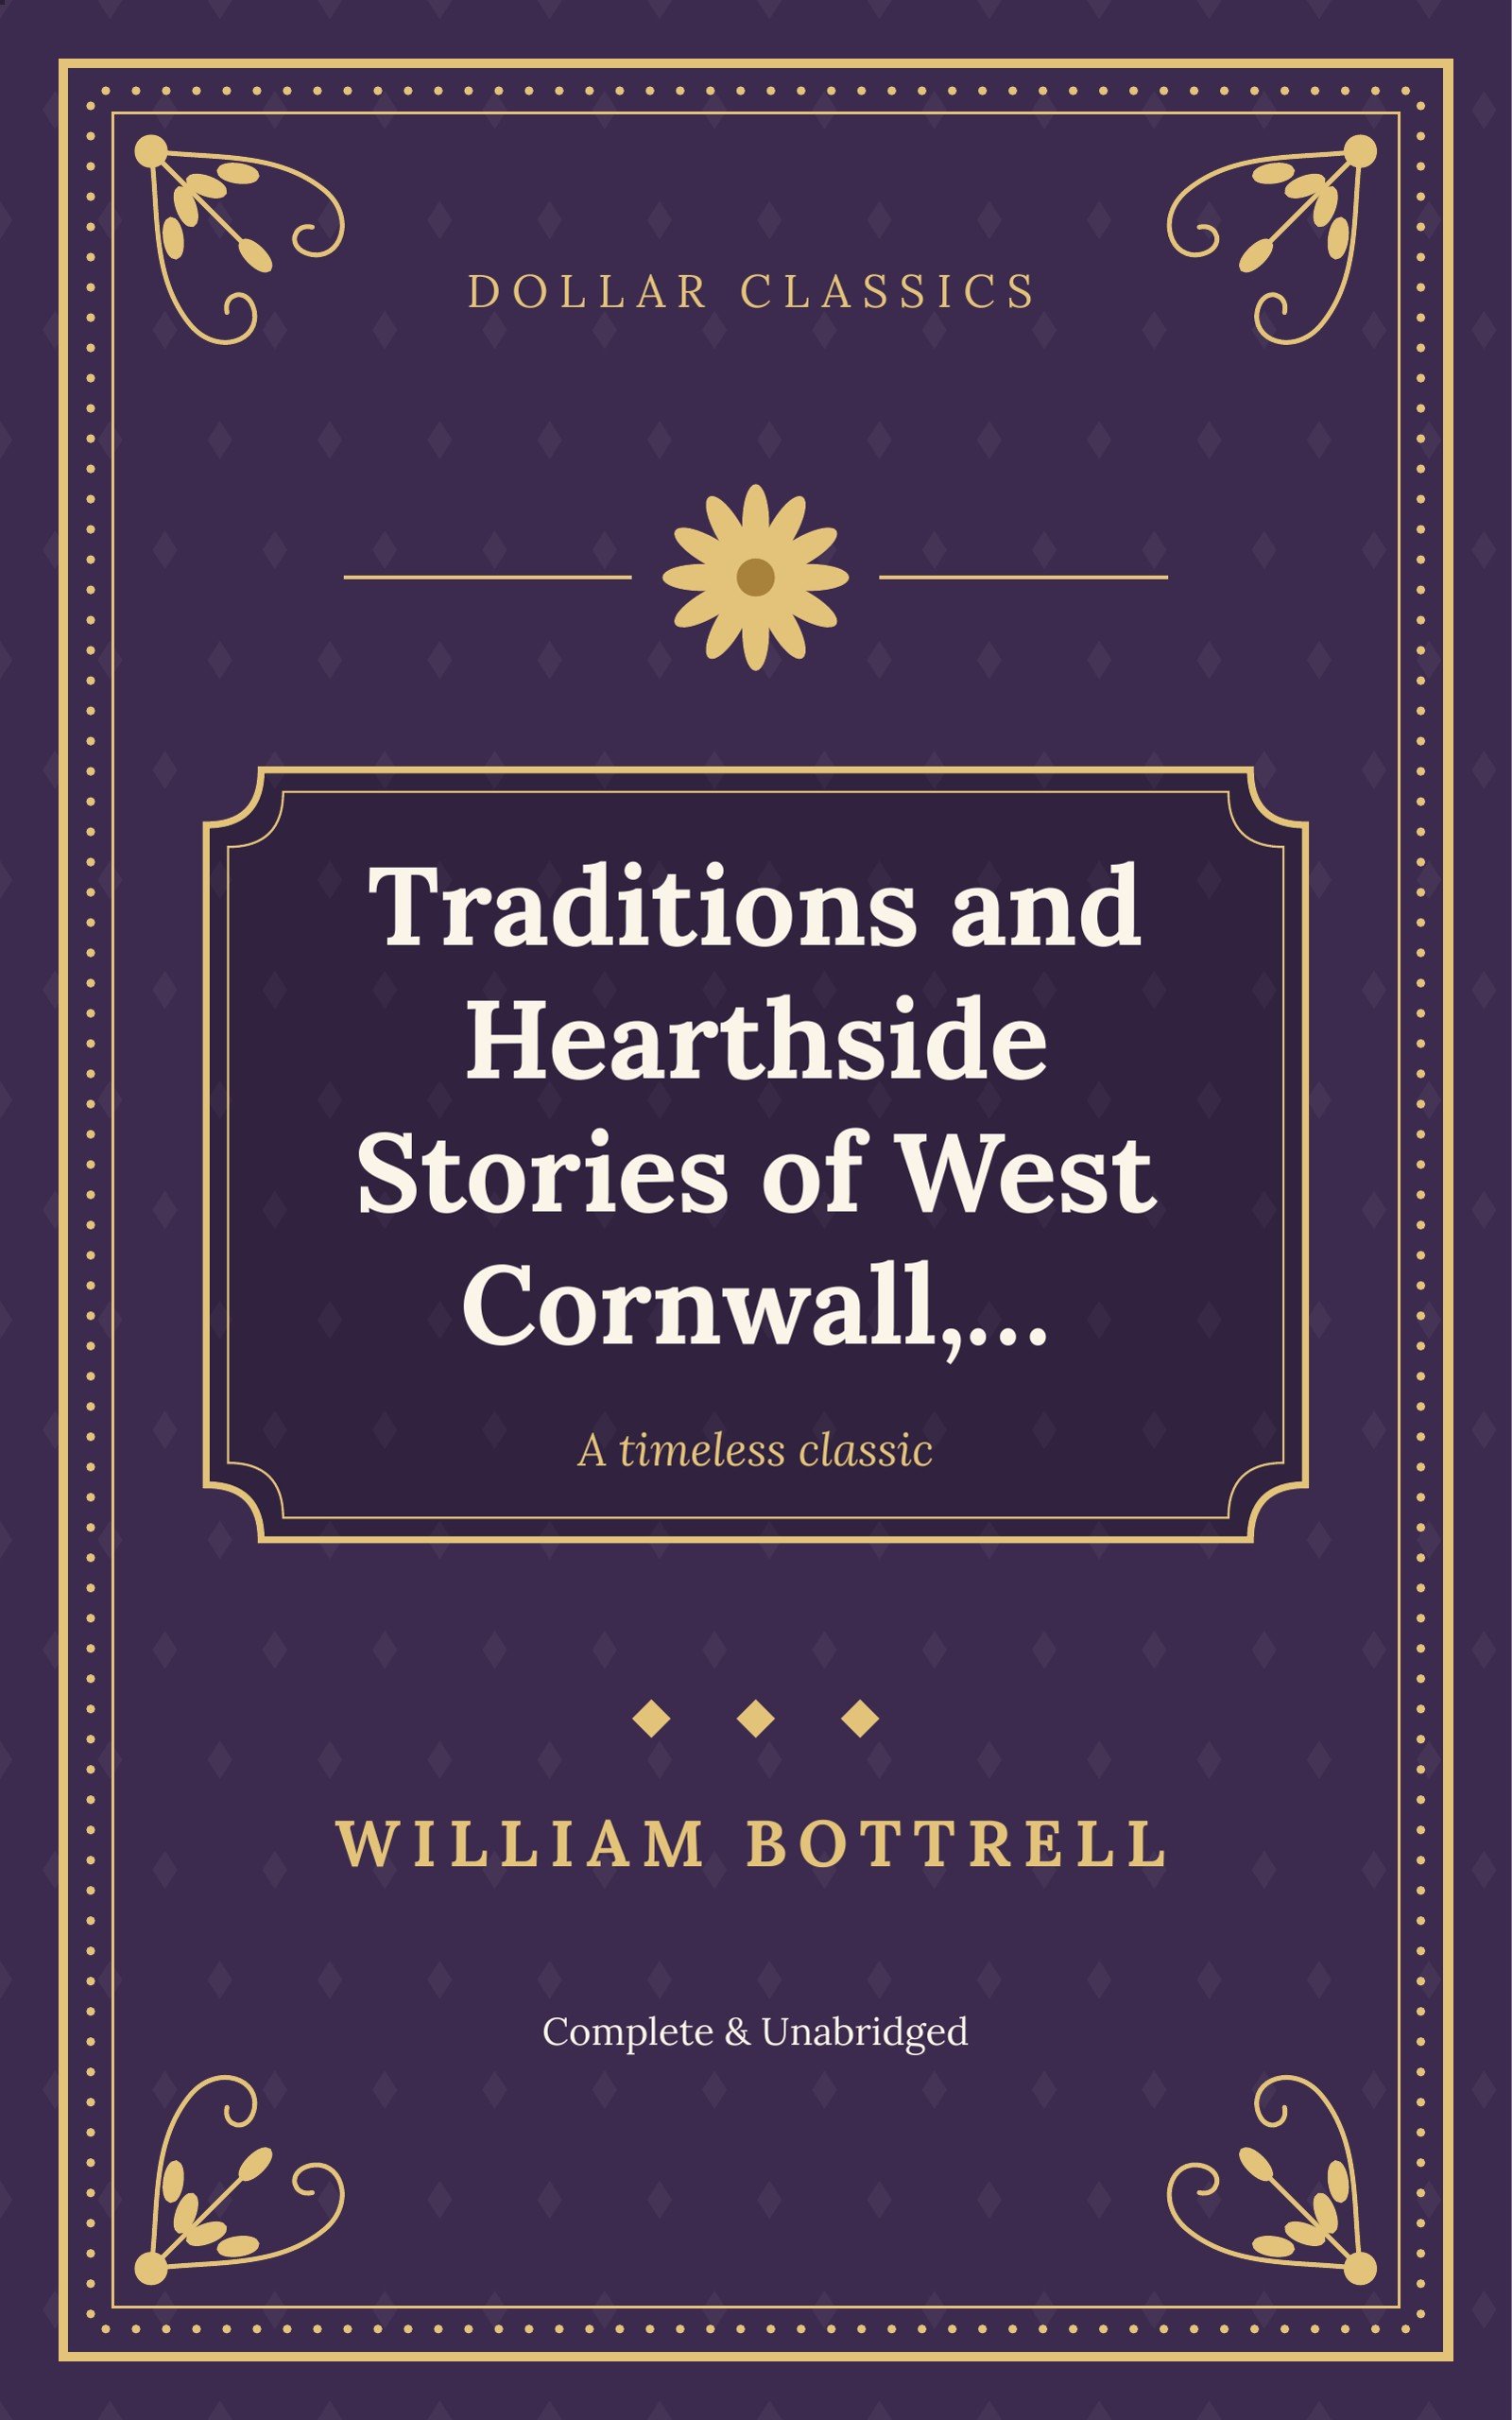 DOLLAR CLASSICS
Traditions and
Hearthside
Stories of West
Cornwall,...
A timeless classic
WILLIAM BOTTRELL
Complete & Unabridged